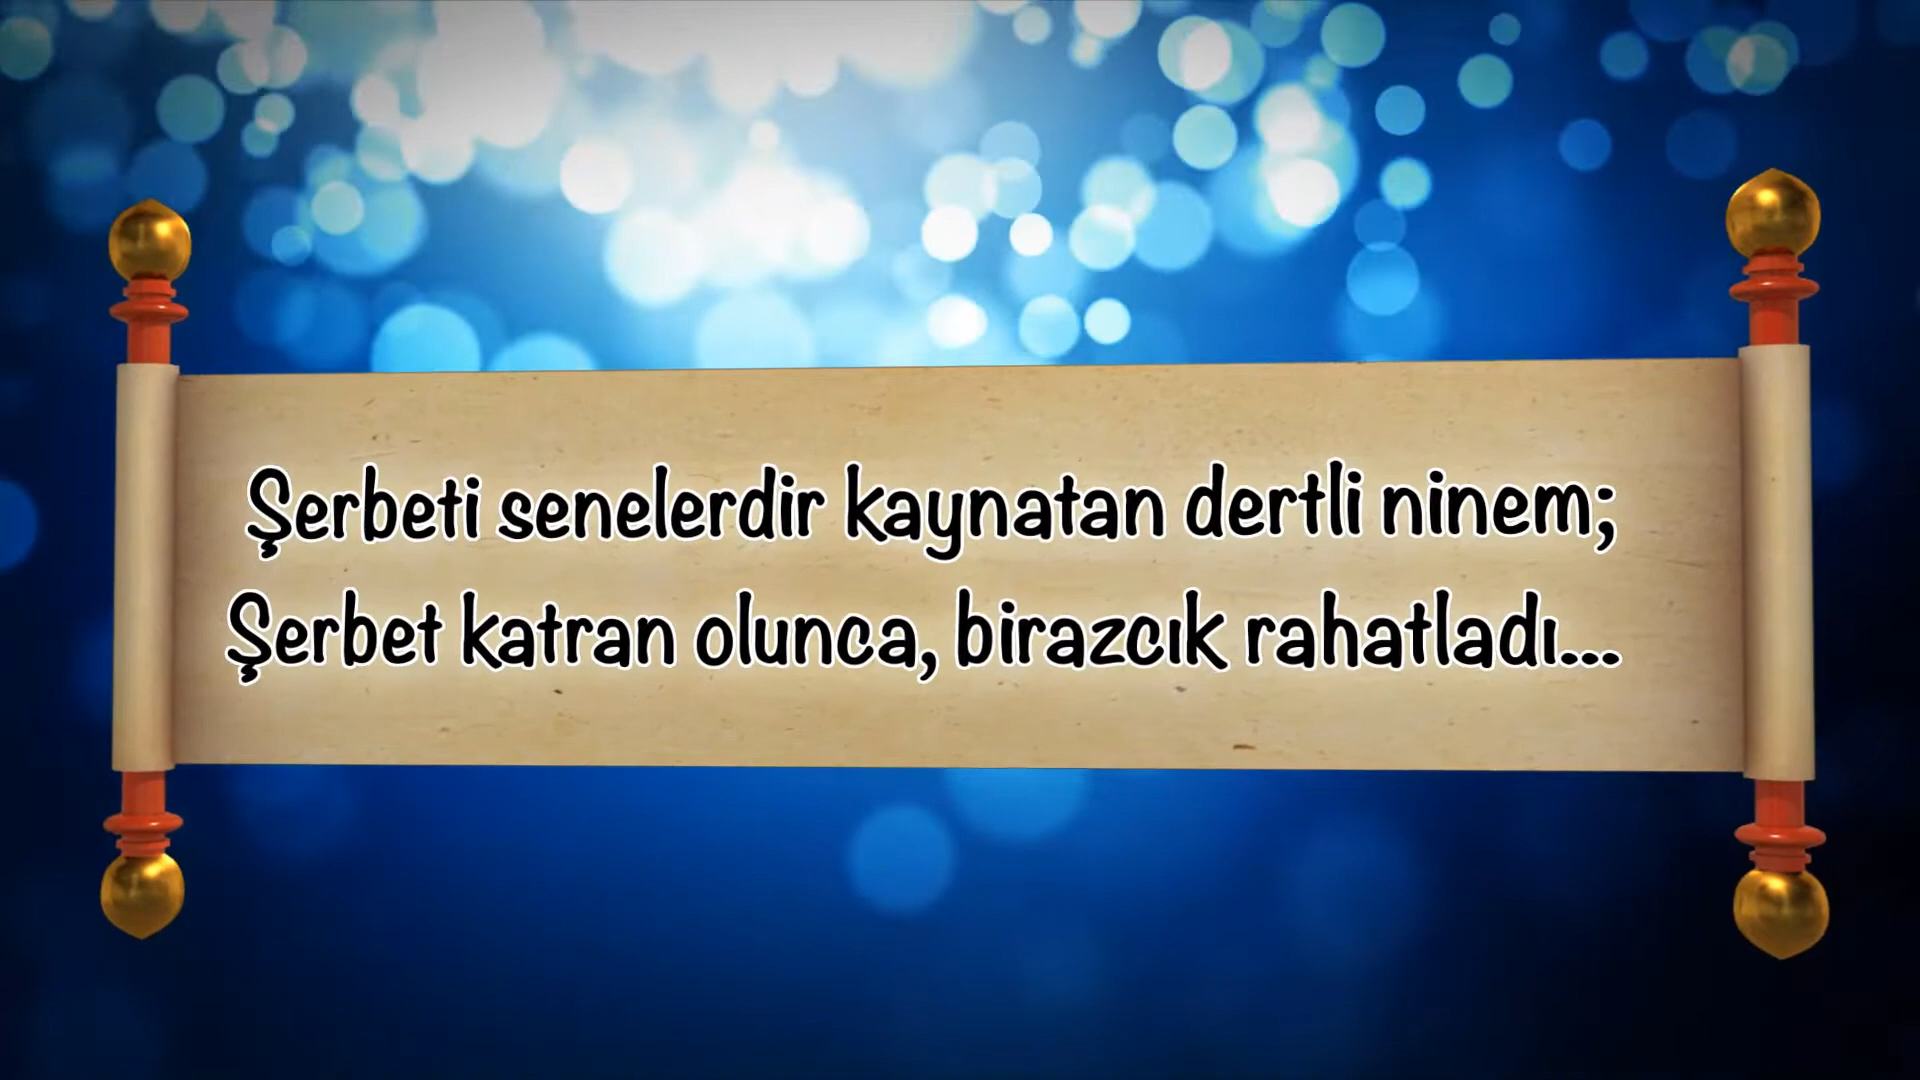 Şerbeti senelerdir kaynatan dertli ninem;
Şerbet katran olunca, birazcık rahatladı...